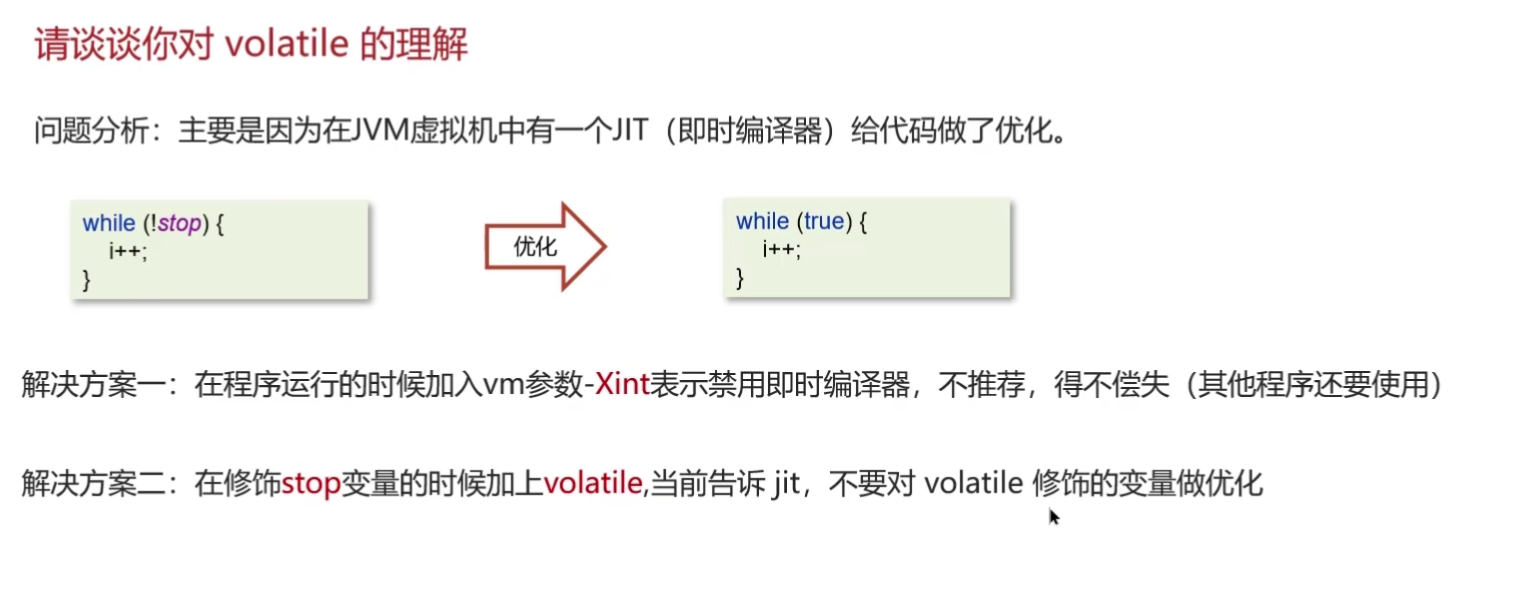 请谈谈你对 volatile 的理解
问题分析：主要是因为在JVM虚拟机中有一个JIT（即时编译器）给代码做了优化。
while (!stop) {
i++;
}
优化
while (true) {
i++;
}
解决方案一：在程序运行的时候加入vm参数-Xint表示禁用即时编译器，不推荐，得不偿失（其他程序还要使用）
解决方案二：在修饰stop变量的时候加上volatile,当前告诉 jit，不要对 volatile 修饰的变量做优化